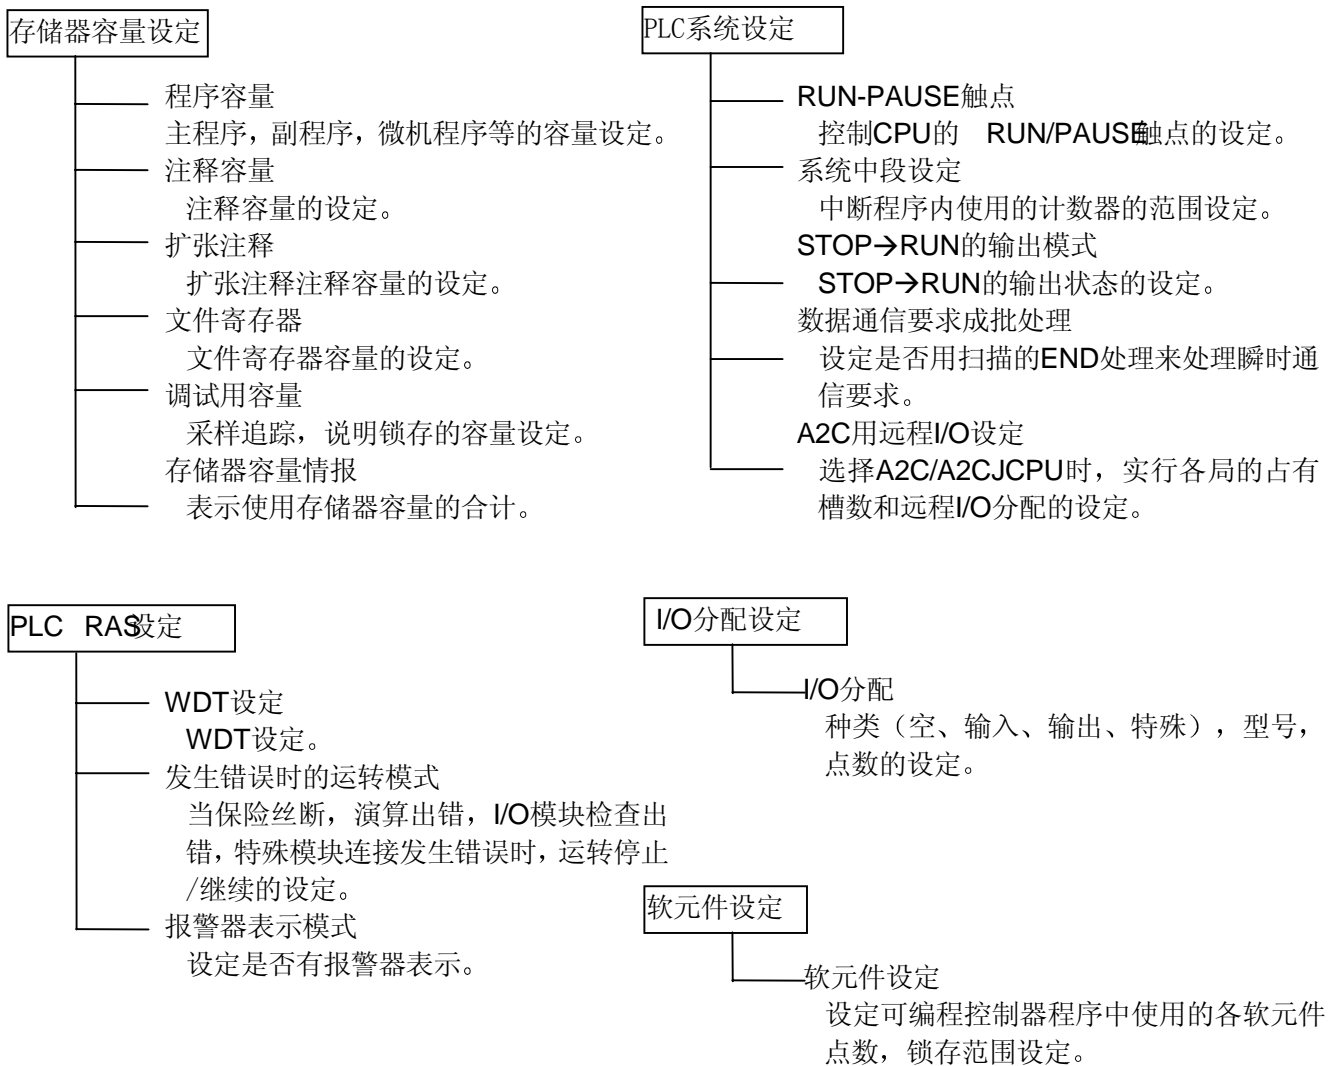 存储器容量设定
程序容量
主程序，副程序，微机程序等的容量设定。
注释容量
注释容量的设定。
扩张注释
扩张注释注释容量的设定。
文件寄存器
文件寄存器容量的设定。
调试用容量
采样追踪，说明锁存的容量设定。
存储器容量情报
表示使用存储器容量的合计。
PLC系统设定
RUN-PAUSE触点
控制CPU的 RUN/PAUSE触点的设定。
系统中段设定
中断程序内使用的计数器的范围设定。
STOP→RUN的输出模式
STOP→RUN的输出状态的设定。
数据通信要求成批处理
设定是否用扫描的END处理来处理瞬时通
信要求。
A2C用远程I/O设定
选择A2C/A2CJCPU时，实行各局的占有
槽数和远程I/O分配的设定。
PLC RAS设定
WDT设定
WDT设定。
发生错误时的运转模式
当保险丝断，演算出错，I/O模块检查出
错，特殊模块连接发生错误时，运转停止
/继续的设定。
报警器表示模式
设定是否有报警器表示。
I/O分配设定
I/O分配
种类（空、输入、输出、特殊），型号，
点数的设定。
软元件设定
软元件设定
设定可编程控制器程序中使用的各软元件
点数，锁存范围设定。